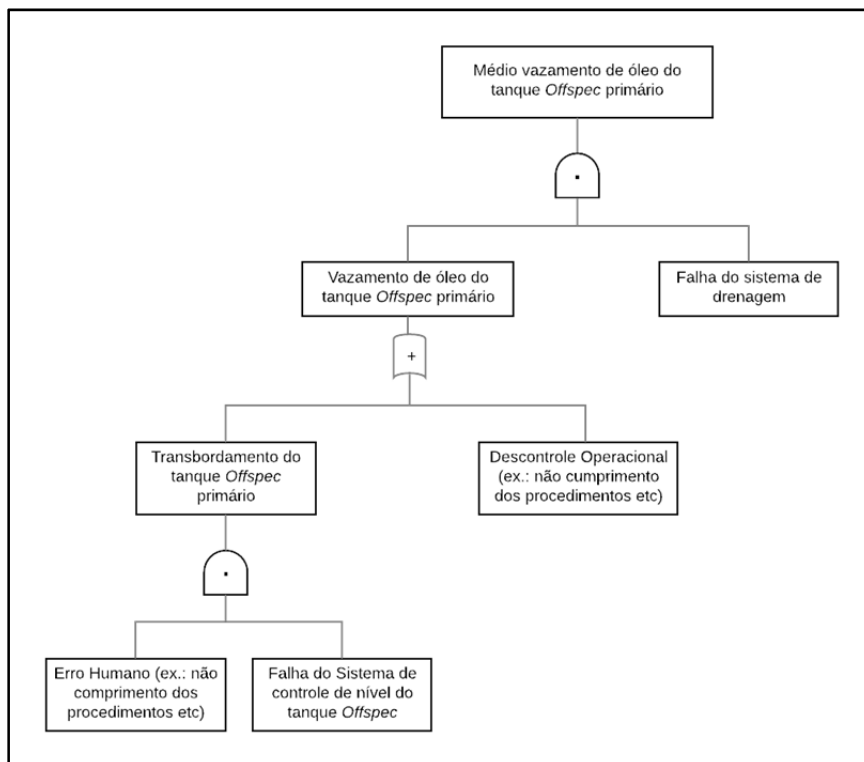 Médio vazamento de óleo do
tanque Offspec primário
.
Vazamento de óleo do
tanque Offspec primário
Falha do sistema de
drenagem
+
Transbordamento do
tanque Offspec
primário
Descontrole Operacional
(ex.: não cumprimento
dos procedimentos etc)
.
Erro Humano (ex.: não
comprimento dos
procedimentos etc)
Falha do Sistema de
controle de nível do
tanque Offspec